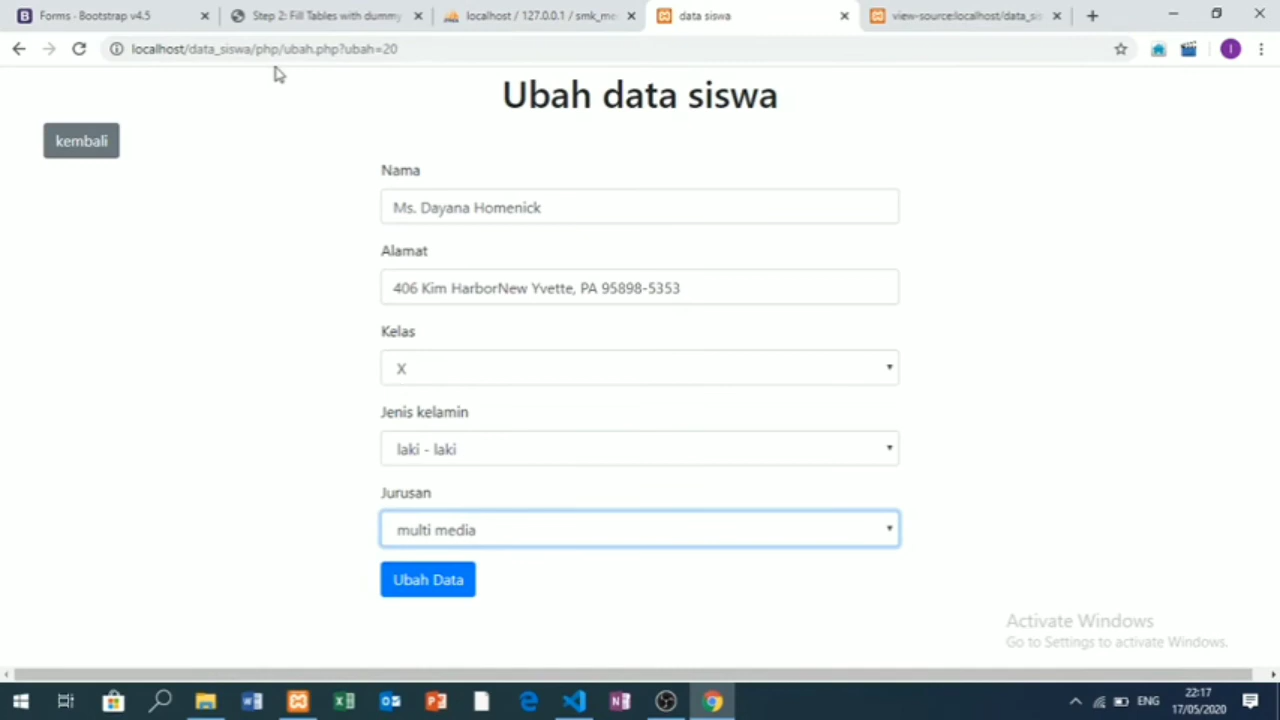 Forms · Bootstrap v4.5
Step 2: Fill Tables with dummy
localhost / 127.0.0.1 / smk_me
data siswa
view-source:localhost/data_si
localhost/data_siswa/php/ubah.php?ubah=20
I
Ubah data siswa
kembali
Nama
Ms. Dayana Homenick
Alamat
406 Kim HarborNew Yvette, PA 95898-5353
Kelas
X
Jenis kelamin
laki - laki
Jurusan
multi media
Ubah Data
Activate Windows
Go to Settings to activate Windows.
ENG
22:17
17/05/2020